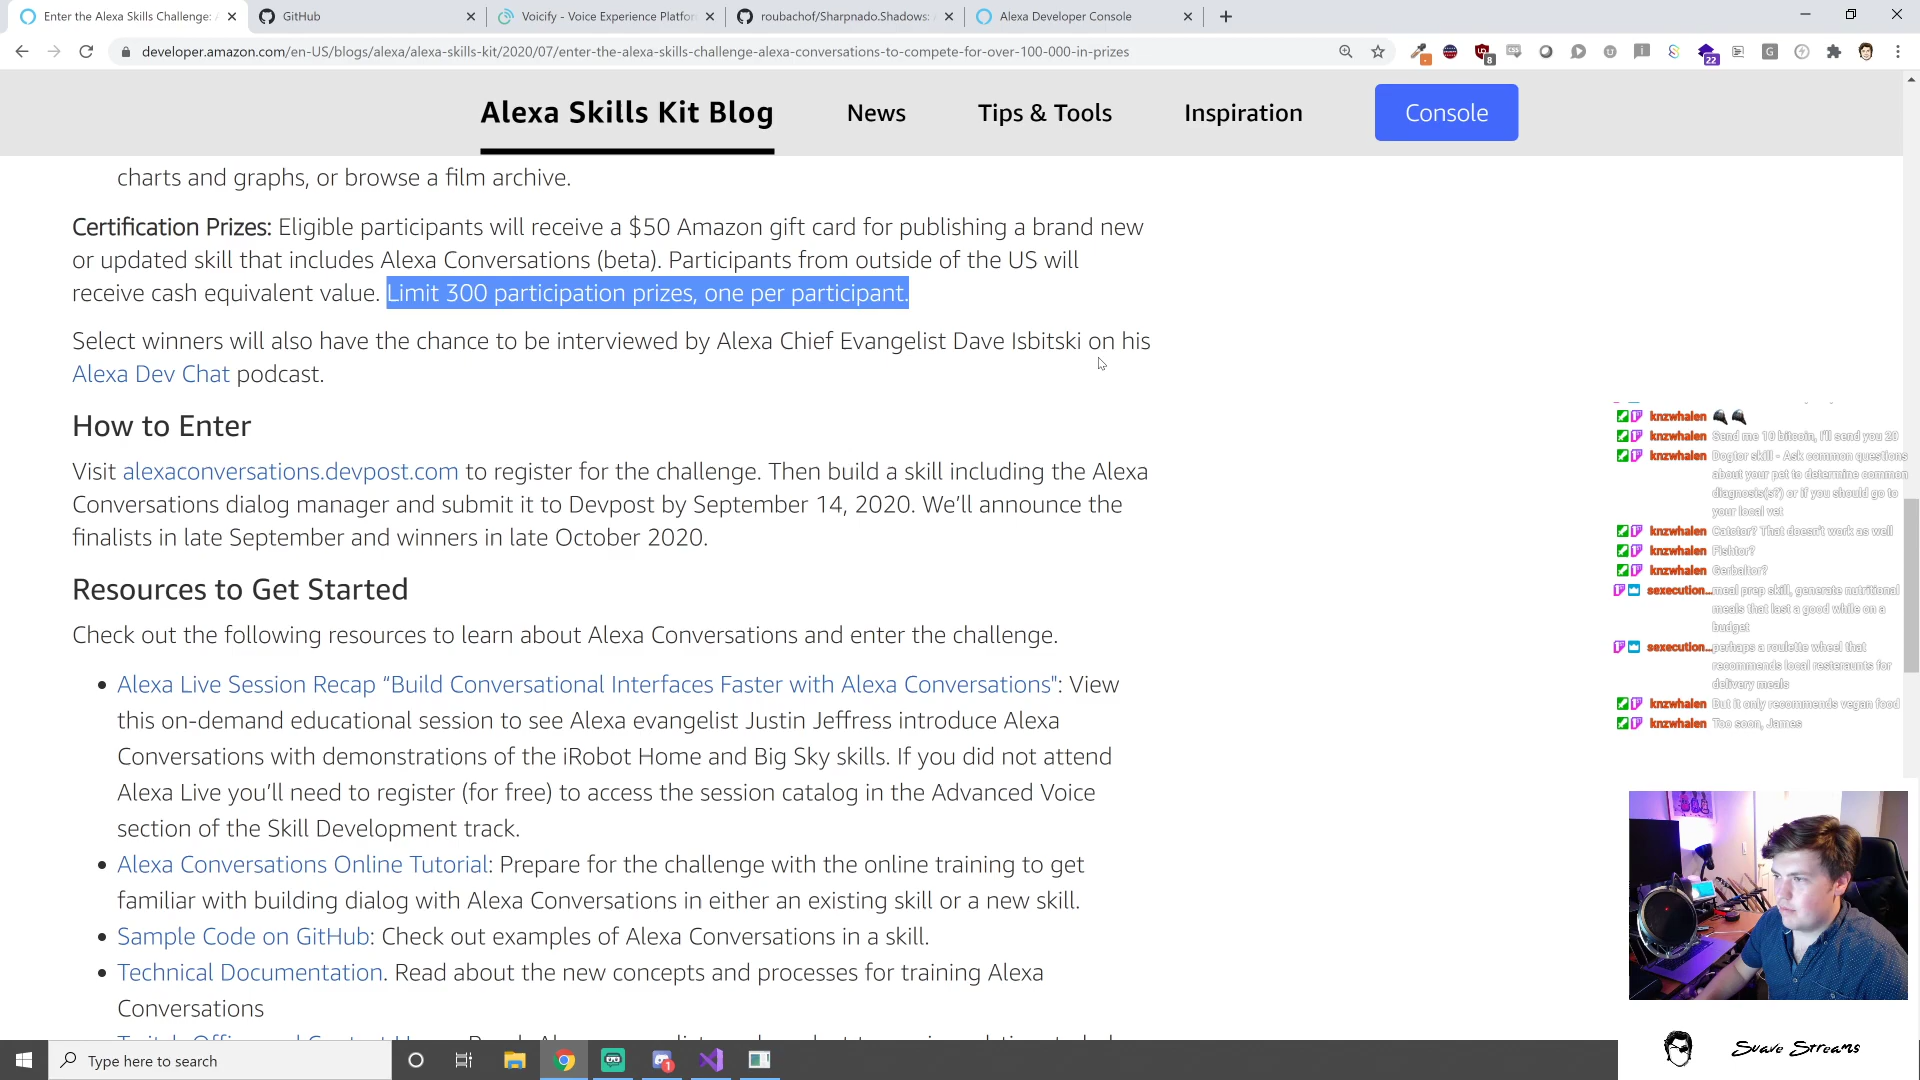 Enter the Alexa Skills Challenge:
GitHub
Voicify - Voice Experience Platfor
roubachof/Sharpnado.Shadows:
Alexa Developer Console
developer.amazon.com/en-US/blogs/alexa/alexa-skills-kit/2020/07/enter-the-alexa-skills-challenge-alexa-conversations-to-compete-for-over-100-000-in-prizes
8
22
Alexa Skills Kit Blog
News
Tips & Tools
Inspiration
Console
charts and graphs, or browse a film archive.
Certification Prizes: Eligible participants will receive a $50 Amazon gift card for publishing a brand new
or updated skill that includes Alexa Conversations (beta). Participants from outside of the US will
receive cash equivalent value. Limit 300 participation prizes, one per participant.
Select winners will also have the chance to be interviewed by Alexa Chief Evangelist Dave Isbitski on his
Alexa Dev Chat podcast.
How to Enter
Visit alexaconversations.devpost.com to register for the challenge. Then build a skill including the Alexa
Conversations dialog manager and submit it to Devpost by September 14, 2020. We’ll announce the
finalists in late September and winners in late October 2020.
Resources to Get Started
Check out the following resources to learn about Alexa Conversations and enter the challenge.
• Alexa Live Session Recap “Build Conversational Interfaces Faster with Alexa Conversations": View
this on-demand educational session to see Alexa evangelist Justin Jeffress introduce Alexa
Conversations with demonstrations of the iRobot Home and Big Sky skills. If you did not attend
Alexa Live you’ll need to register (for free) to access the session catalog in the Advanced Voice
section of the Skill Development track.
• Alexa Conversations Online Tutorial: Prepare for the challenge with the online training to get
familiar with building dialog with Alexa Conversations in either an existing skill or a new skill.
• Sample Code on GitHub: Check out examples of Alexa Conversations in a skill.
• Technical Documentation. Read about the new concepts and processes for training Alexa
Conversations
knzwhalen
knzwhalen Send me 10 bitcoin, I'll send you 20
knzwhalen Dogtor skill - Ask common questions
about your pet to determine common
diagnosis(s?) or if you should go to
your local vet
knzwhalen Catotor? That doesn't work as well
knzwhalen Fishtor?
knzwhalen Gerbaltor?
sexecution... meal prep skill, generate nutritional
meals that last a good while on a
budget
sexecution... perhaps a roulette wheel that
recommends local resteraunts for
delivery meals
knzwhalen But it only recommends vegan food
knzwhalen Too soon, James
Suave Streams
Type here to search
1